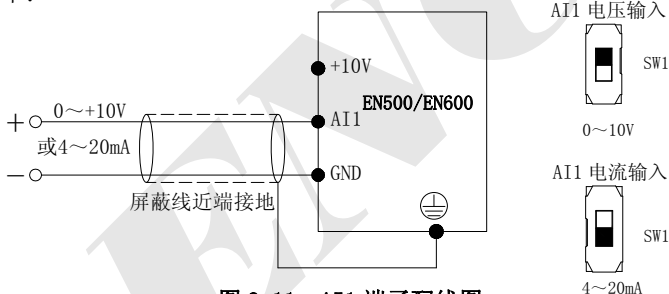 AI1 电压输入
+10V
SW1
EN500/EN600
0～+10V
AI1
或4～20mA
0～10V
GND
AI1 电流输入
屏蔽线近端接地
SW1
4～20mA